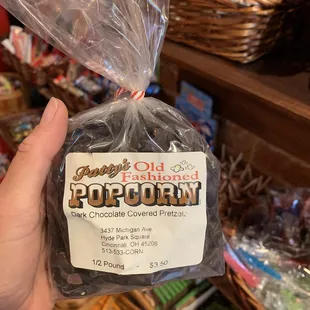 Patty's
Old
Fashioned
POPCORN
Dark Chocolate Covered Pretzels
3437 Michigan Ave
Hyde Park Square
Cincinnati, OH 45208
513-533-CORN
1/2 Pound - $3.50